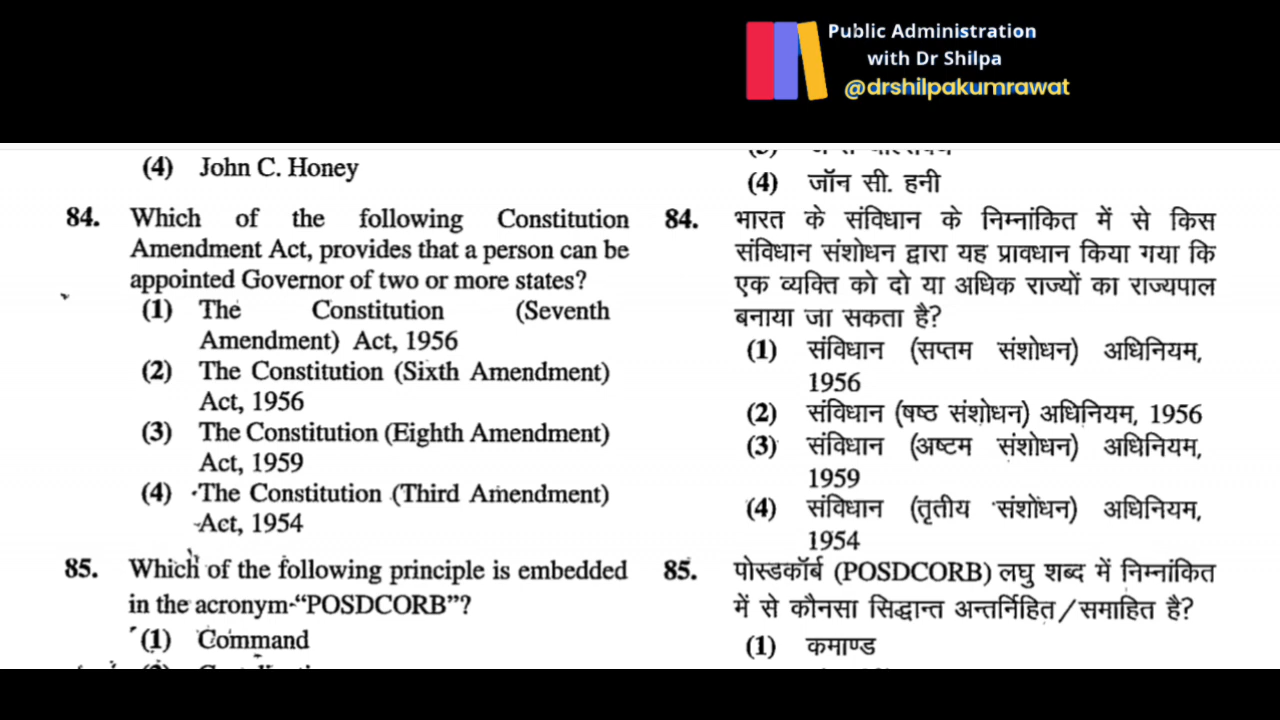 Public Administration
with Dr Shilpa
@drshilpakumrawat
(4) John C. Honey
84. Which of the following Constitution
Amendment Act, provides that a person can be
appointed Governor of two or more states?
(1) The Constitution (Seventh
Amendment) Act, 1956
(2) The Constitution (Sixth Amendment)
Act, 1956
(3) The Constitution (Eighth Amendment)
Act, 1959
(4) The Constitution (Third Amendment)
Act, 1954
85. Which of the following principle is embedded
in the acronym-“POSDCORB”?
(1) Command
(4) जॉन सी. हनी
84. भारत के संविधान के निम्नांकित में से किस
संविधान संशोधन द्वारा यह प्रावधान किया गया कि
एक व्यक्ति को दो या अधिक राज्यों का राज्यपाल
बनाया जा सकता है?
(1) संविधान (सप्तम संशोधन) अधिनियम,
1956
(2) संविधान (षष्ठ संशोधन) अधिनियम, 1956
(3) संविधान (अष्टम संशोधन) अधिनियम,
1959
(4) संविधान (तृतीय संशोधन) अधिनियम,
1954
85. पोस्डकॉर्ब (POSDCORB) लघु शब्द में निम्नांकित
में से कौनसा सिद्धान्त अन्तर्निहित/समाहित है?
(1) कमाण्ड